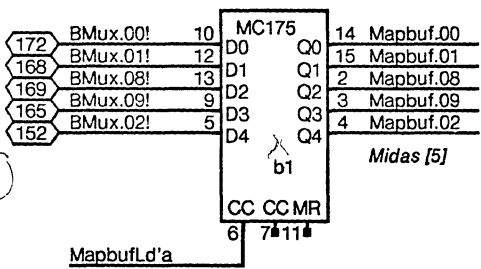 MC175
172 BMux.00! 10 D0 Q0 14 Mapbuf.00
168 BMux.01! 12 D1 Q1 15 Mapbuf.01
169 BMux.08! 13 D2 Q2 2 Mapbuf.08
165 BMux.09! 9 D3 Q3 3 Mapbuf.09
152 BMux.02! 5 D4 Q4 4 Mapbuf.02
Midas [5]
b1
CC CC MR
6 7 11
MapbufLd'a